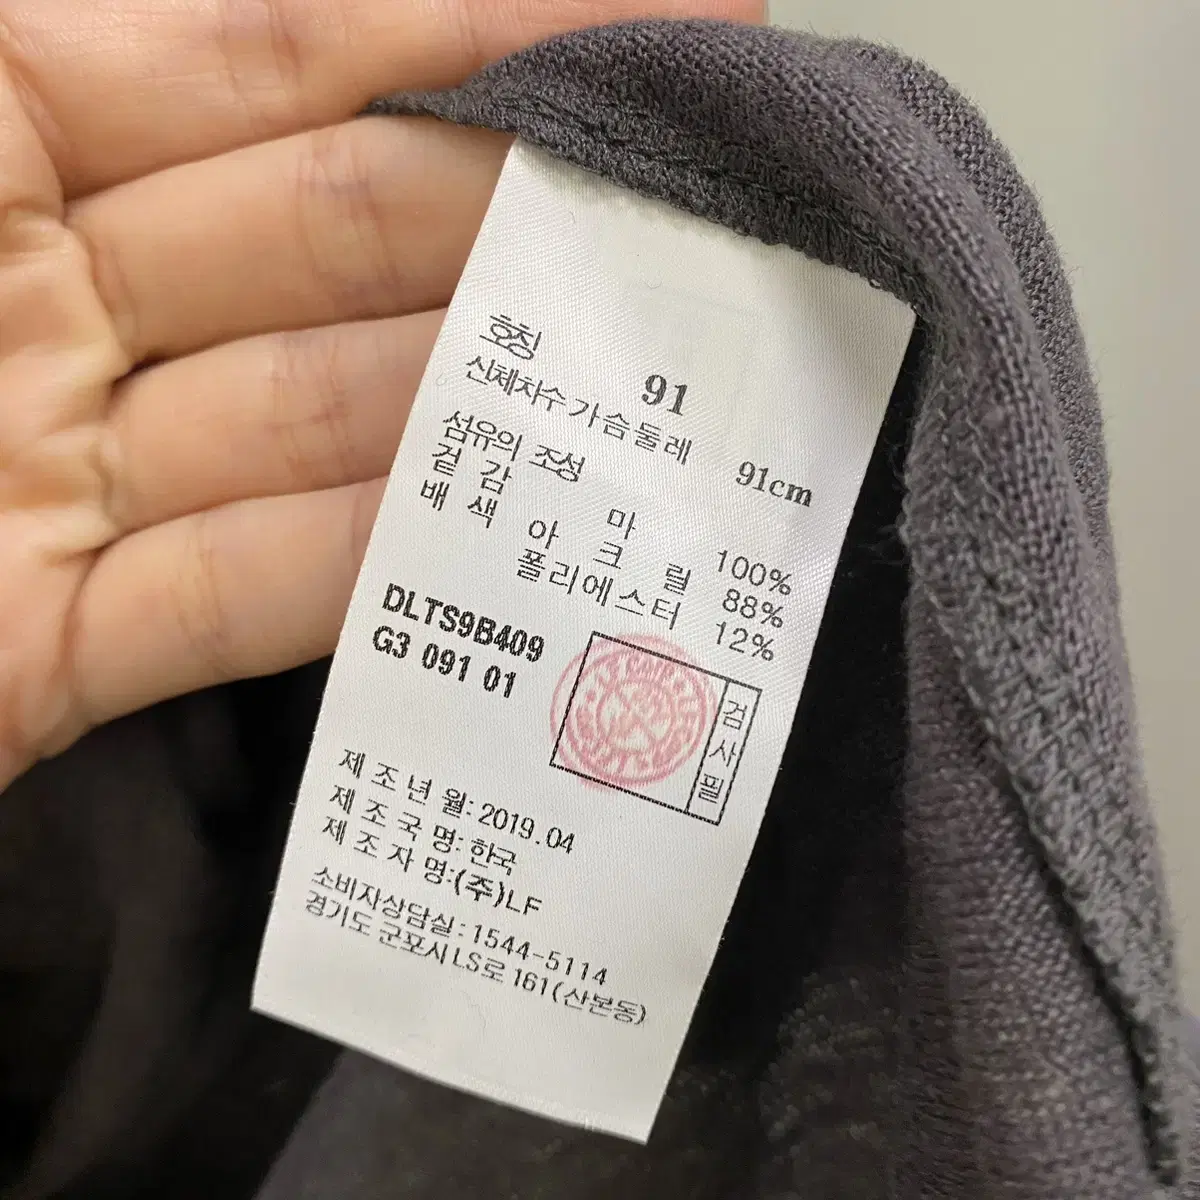 호칭 91
신체치수 가슴둘레 91cm
섬유의 조성
겉 감 마 100%
배 색 아 크 릴 88%
폴리에스터 12%
DLTS9B409
G3 091 01
검사필
제 조 년 월: 2019.04
제 조 국 명: 한국
제 조 자 명:(주)LF
소비자상담실: 1544-5114
경기도 군포시 LS로 161(산본동)